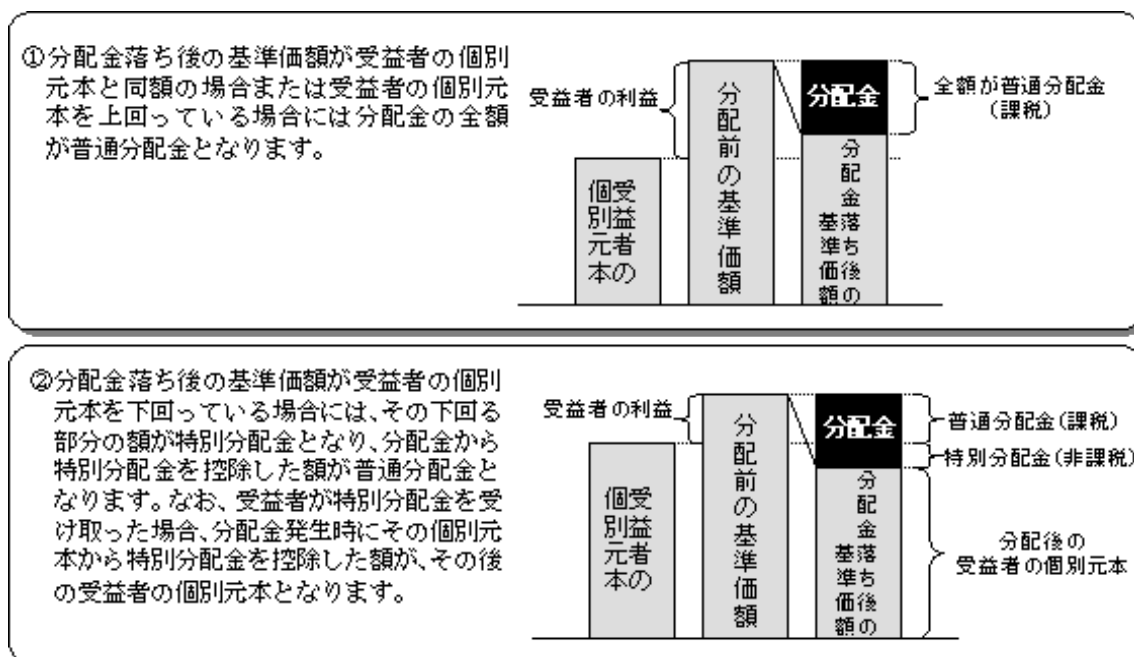 ①分配金落ち後の基準価額が受益者の個別
元本と同額の場合または受益者の個別元
本を上回っている場合には分配金の全額
が普通分配金となります。
受益者の利益
受益者の
個別元本
分配前の基準価額
分配金
分配金落ち後の
基準価額
全額が普通分配金
(課税)
②分配金落ち後の基準価額が受益者の個別
元本を下回っている場合には、その下回る
部分の額が特別分配金となり、分配金から
特別分配金を控除した額が普通分配金と
なります。なお、受益者が特別分配金を受
け取った場合、分配金発生時にその個別元
本から特別分配金を控除した額が、その後
の受益者の個別元本となります。
受益者の利益
受益者の
個別元本
分配前の基準価額
分配金
分配金落ち後の
基準価額
普通分配金(課税)
特別分配金(非課税)
分配後の
受益者の個別元本